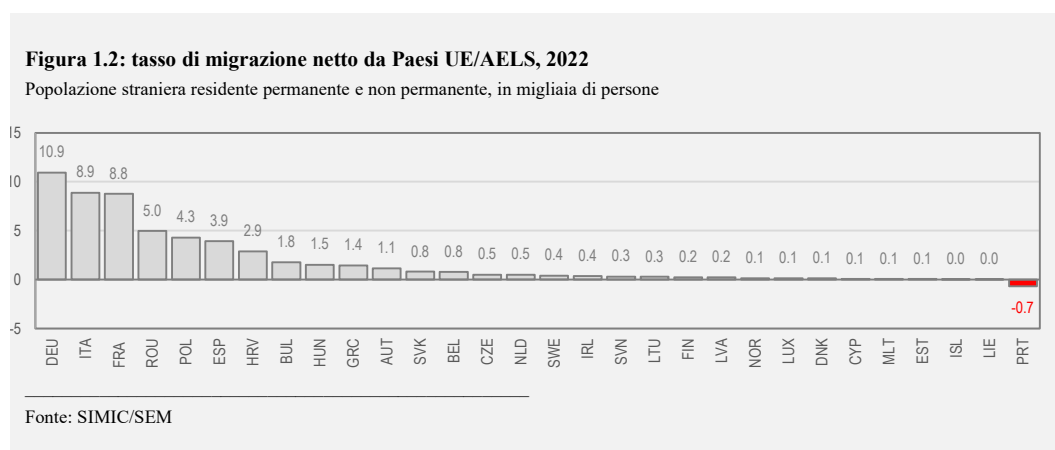 Figura 1.2: tasso di migrazione netto da Paesi UE/AELS, 2022
Popolazione straniera residente permanente e non permanente, in migliaia di persone
15
10
5
0
-5
10.9 8.9 8.8 5.0 4.3 3.9 2.9 1.8 1.5 1.4 1.1 0.8 0.8 0.5 0.5 0.4 0.4 0.3 0.3 0.2 0.2 0.1 0.1 0.1 0.1 0.1 0.1 0.0 0.0 -0.7
DEU ITA FRA ROU POL ESP HRV BUL HUN GRC AUT SVK BEL CZE NLD SWE IRL SVN LTU FIN LVA NOR LUX DNK CYP MLT EST ISL LIE PRT
Fonte: SIMIC/SEM